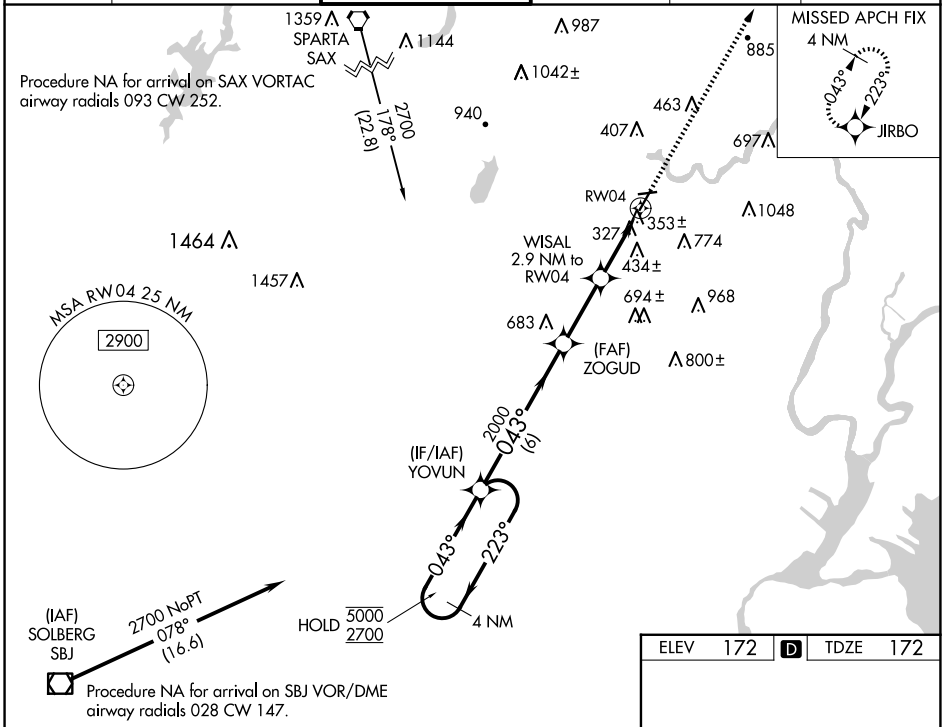 1359
SPARTA
SAX
1144
987
1042±
885
MISSED APCH FIX
4 NM
043°
223°
JIRBO
Procedure NA for arrival on SAX VORTAC
airway radials 093 CW 252.
2700
178°
(22.8)
940
463
407
697
RW04
353±
1048
327
774
434±
WISAL
2.9 NM to
RW04
1464
1457
694±
968
683
(FAF)
ZOGUD
800±
MSA RW04 25 NM
2900
2000
043°
(6)
(IF/IAF)
YOVUN
043°
223°
HOLD
5000
2700
4 NM
(IAF)
SOLBERG
SBJ
2700 NoPT
078°
(16.6)
Procedure NA for arrival on SBJ VOR/DME
airway radials 028 CW 147.
ELEV 172 D TDZE 172